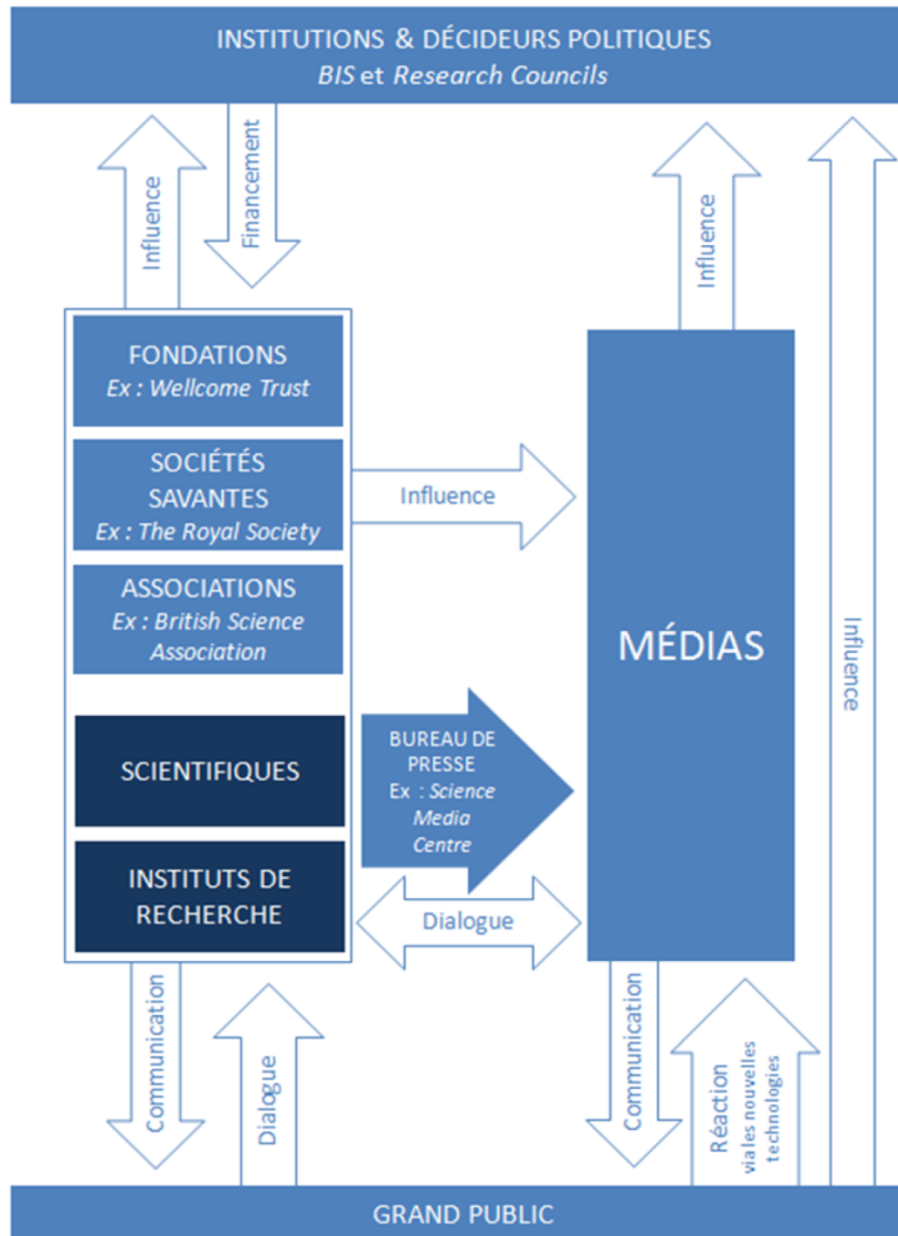 INSTITUTIONS & DÉCIDEURS POLITIQUES
BIS et Research Councils
Influence
Financement
Influence
FONDATIONS
Ex : Wellcome Trust
SOCIÉTÉS
SAVANTES
Ex : The Royal Society
Influence
ASSOCIATIONS
Ex : British Science
Association
MÉDIAS
Influence
SCIENTIFIQUES
BUREAU DE
PRESSE
Ex : Science
Media
Centre
INSTITUTS DE
RECHERCHE
Dialogue
Communication
Dialogue
Communication
Réaction
via les nouvelles
technologies
GRAND PUBLIC